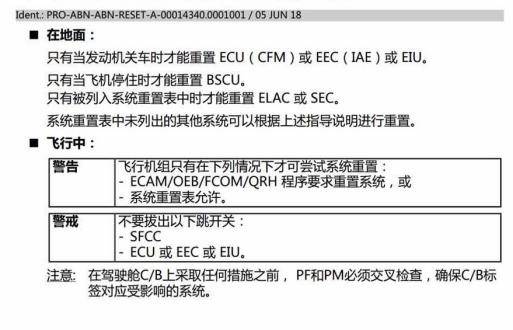 Ident.: PRO-ABN-ABN-RESET-A-00014340.0001001 / 05 JUN 18
■ 在地面：
只有当发动机关车时才能重置 ECU（CFM）或 EEC（IAE）或 EIU。
只有当飞机停住时才能重置 BSCU。
只有被列入系统重置表中时才能重置 ELAC 或 SEC。
系统重置表中未列出的其他系统可以根据上述指导说明进行重置。
■ 飞行中：
警告 飞行机组只有在下列情况下才可尝试系统重置：
- ECAM/OEB/FCOM/QRH 程序要求重置系统，或
- 系统重置表允许。
警戒 不要拔出以下跳开关：
- SFCC
- ECU 或 EEC 或 EIU。
注意: 在驾驶舱C/B上采取任何措施之前， PF和PM必须交叉检查，确保C/B标
签对应受影响的系统。